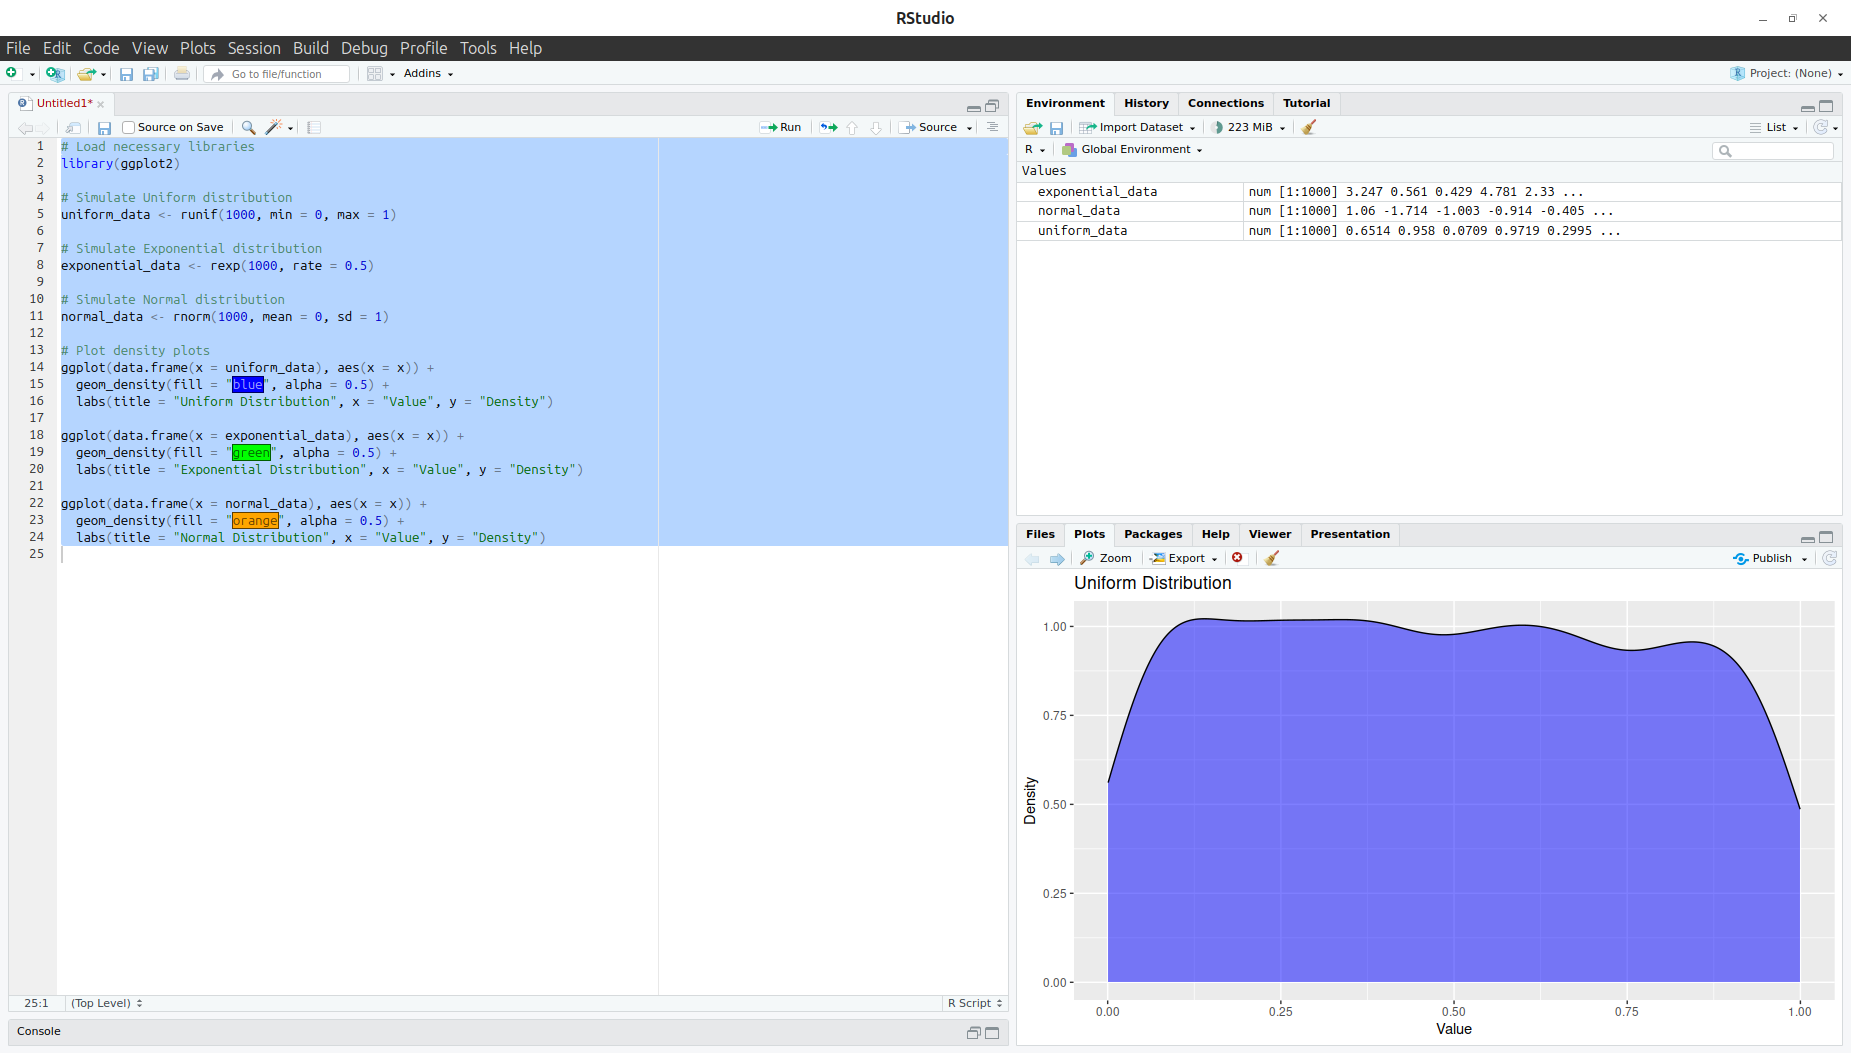 RStudio
File Edit Code View Plots Session Build Debug Profile Tools Help
Go to file/function
Addins
Project: (None)
Untitled1*
Source on Save
Run
Source
1 # Load necessary libraries
2 library(ggplot2)
3
4 # Simulate Uniform distribution
5 uniform_data <- runif(1000, min = 0, max = 1)
6
7 # Simulate Exponential distribution
8 exponential_data <- rexp(1000, rate = 0.5)
9
10 # Simulate Normal distribution
11 normal_data <- rnorm(1000, mean = 0, sd = 1)
12
13 # Plot density plots
14 ggplot(data.frame(x = uniform_data), aes(x = x)) +
15 geom_density(fill = "blue", alpha = 0.5) +
16 labs(title = "Uniform Distribution", x = "Value", y = "Density")
17
18 ggplot(data.frame(x = exponential_data), aes(x = x)) +
19 geom_density(fill = "green", alpha = 0.5) +
20 labs(title = "Exponential Distribution", x = "Value", y = "Density")
21
22 ggplot(data.frame(x = normal_data), aes(x = x)) +
23 geom_density(fill = "orange", alpha = 0.5) +
24 labs(title = "Normal Distribution", x = "Value", y = "Density")
25
25:1 (Top Level) R Script
Console
Environment History Connections Tutorial
Import Dataset 223 MiB List
R Global Environment
Values
exponential_data num [1:1000] 3.247 0.561 0.429 4.781 2.33 ...
normal_data num [1:1000] 1.06 -1.714 -1.003 -0.914 -0.405 ...
uniform_data num [1:1000] 0.6514 0.958 0.0709 0.9719 0.2995 ...
Files Plots Packages Help Viewer Presentation
Zoom Export Publish
Uniform Distribution
1.00
0.75
0.50
0.25
0.00
Density
0.00 0.25 0.50 0.75 1.00
Value